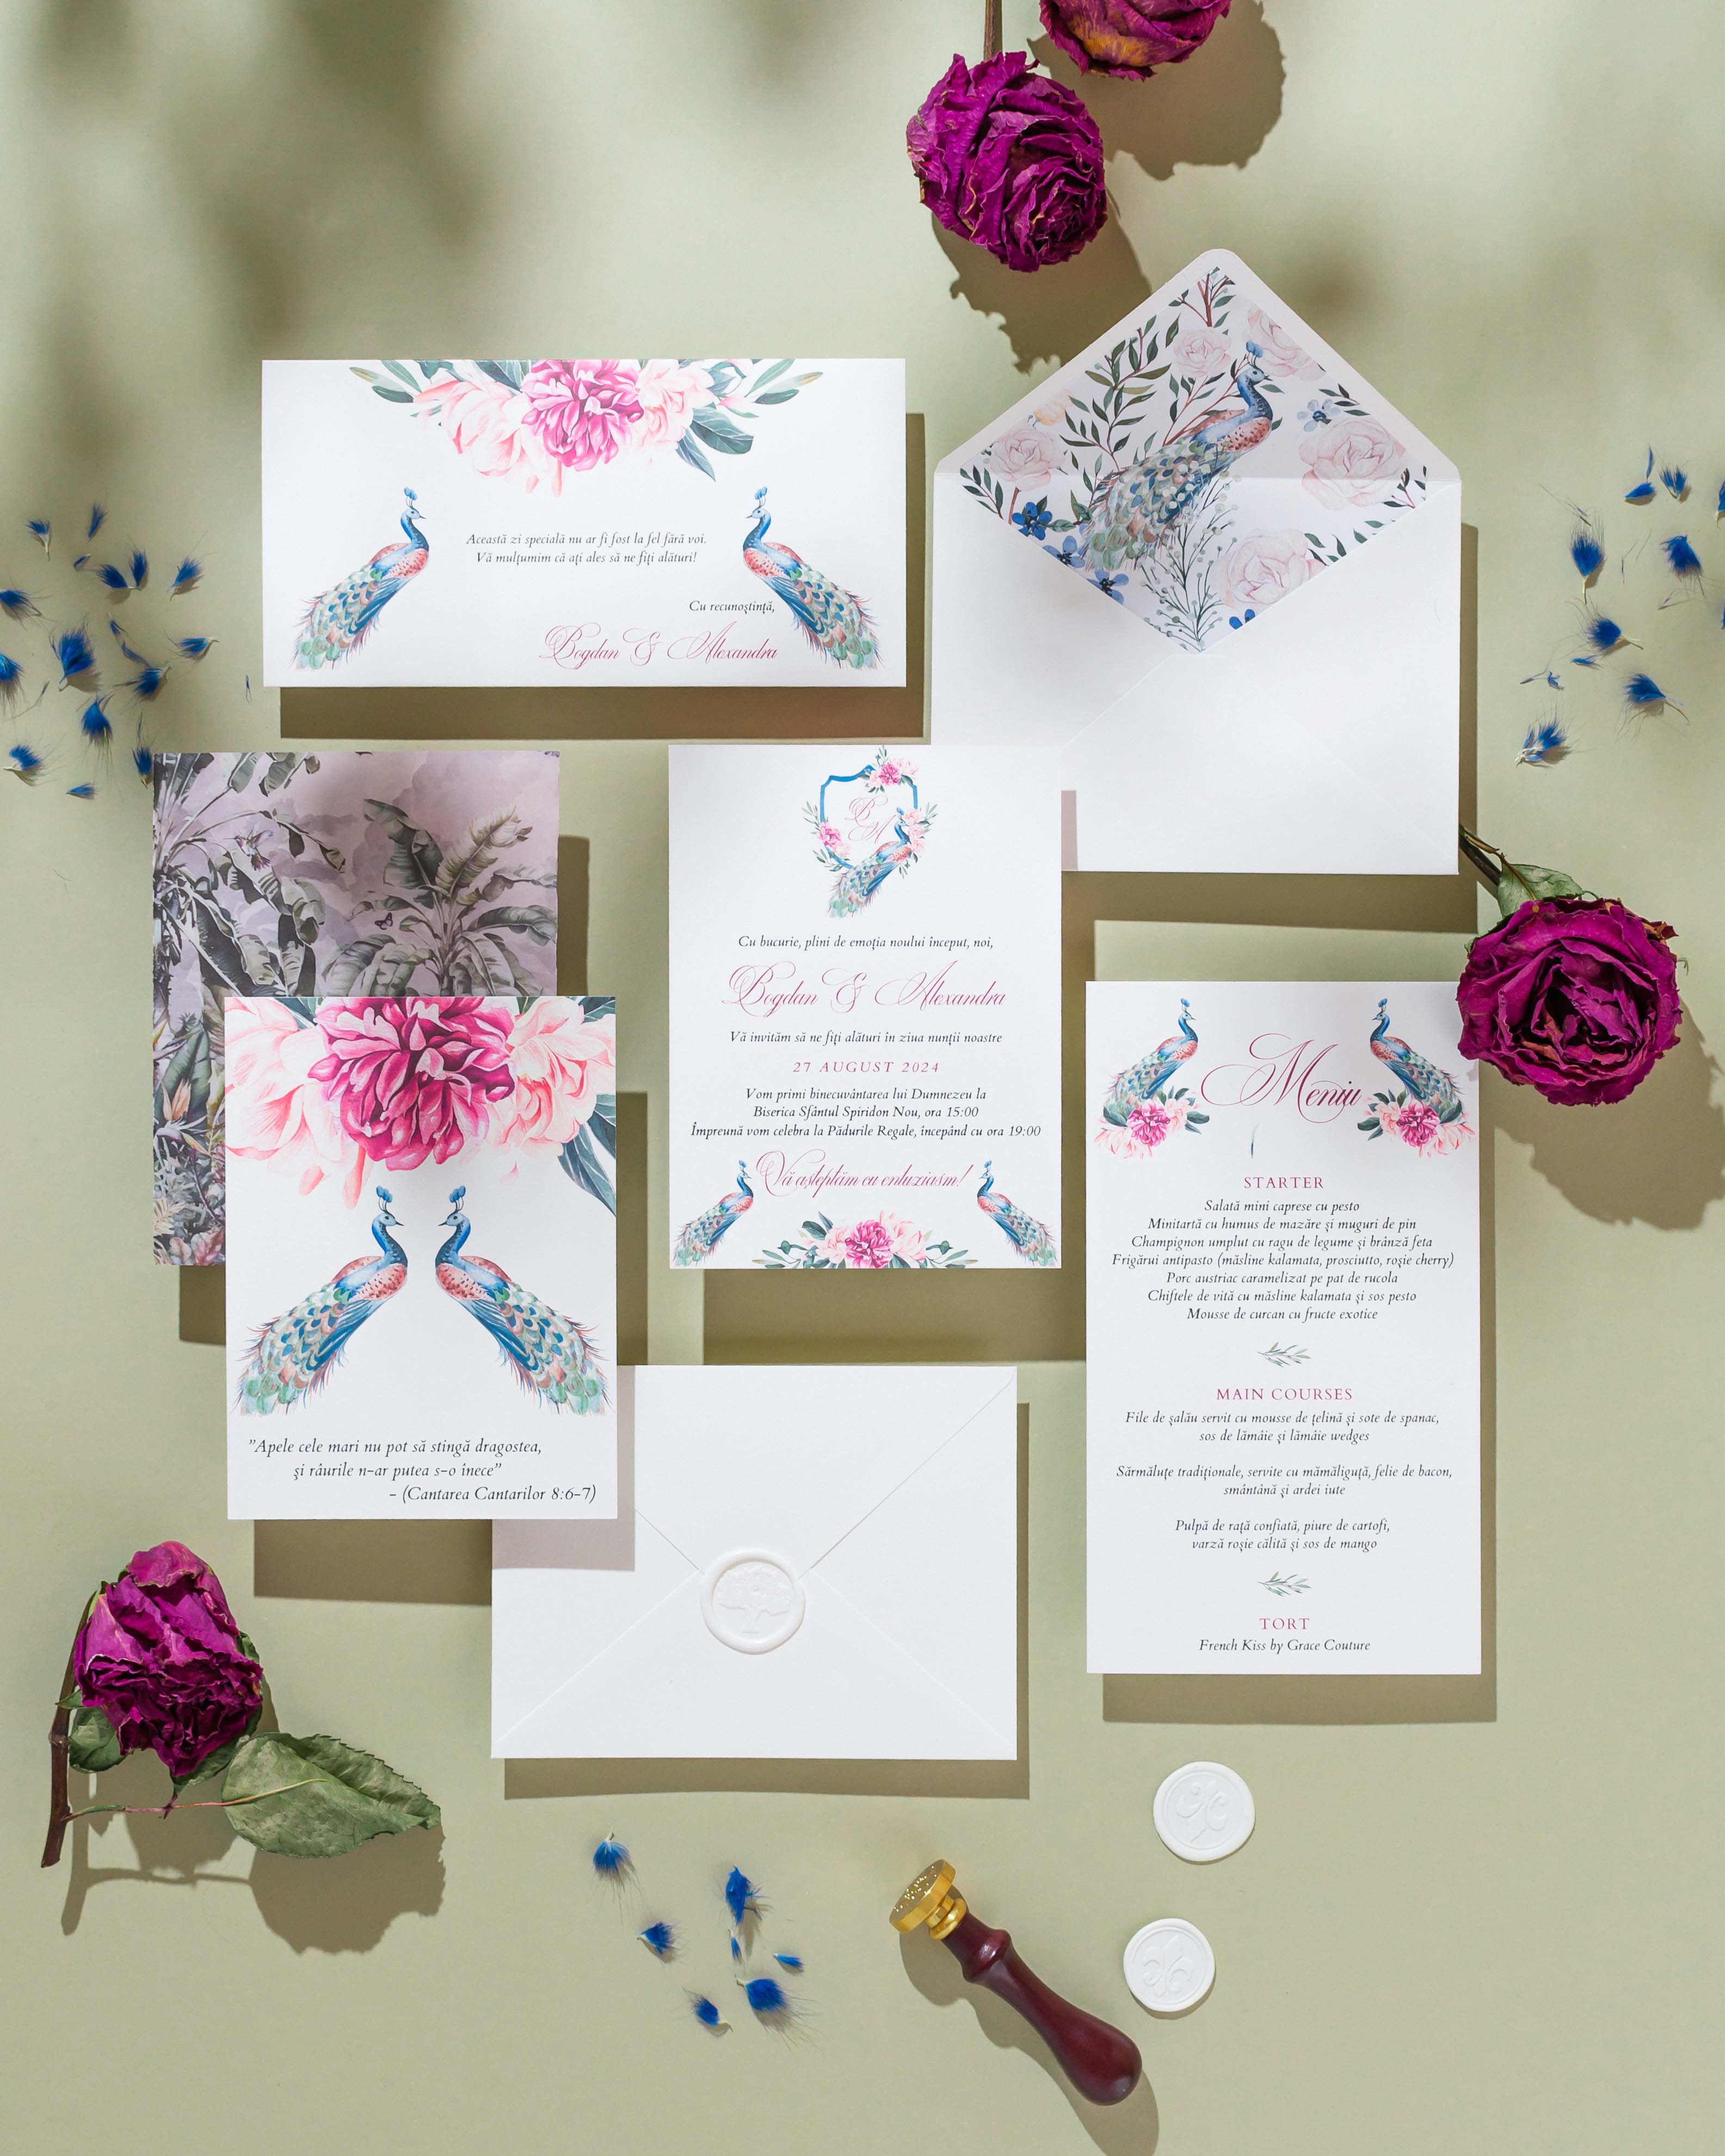 Această zi specială nu ar fi fost la fel fără voi.
Vă mulțumim că ați ales să ne fiți alături!
Cu recunoștință,
Bogdan & Alexandra
Cu bucurie, plini de emoția noului început, noi,
Bogdan & Alexandra
Vă invităm să ne fiți alături în ziua nunții noastre
27 AUGUST 2024
Vom primi binecuvântarea lui Dumnezeu la
Biserica Sfântul Spiridon Nou, ora 15:00
Împreună vom celebra la Pădurile Regale, începând cu ora 19:00
Vă așteptăm cu entuziasm!
"Apele cele mari nu pot să stingă dragostea,
și râurile n-ar putea s-o înece"
- (Cantarea Cantarilor 8:6-7)
Meniu
STARTER
Salată mini caprese cu pesto
Minitartă cu humus de mazăre și muguri de pin
Champignon umplut cu ragu de legume și brânză feta
Frigărui antipasto (măsline kalamata, prosciutto, roșie cherry)
Porc austriac caramelizat pe pat de rucola
Chiftele de vită cu măsline kalamata și sos pesto
Mousse de curcan cu fructe exotice
MAIN COURSES
File de șalău servit cu mousse de țelină și sote de spanac,
sos de lămâie și lămâie wedges
Sărmăluțe tradiționale, servite cu mămăliguță, felie de bacon,
smântână și ardei iute
Pulpă de rață confiată, piure de cartofi,
varză roșie călită și sos de mango
TORT
French Kiss by Grace Couture